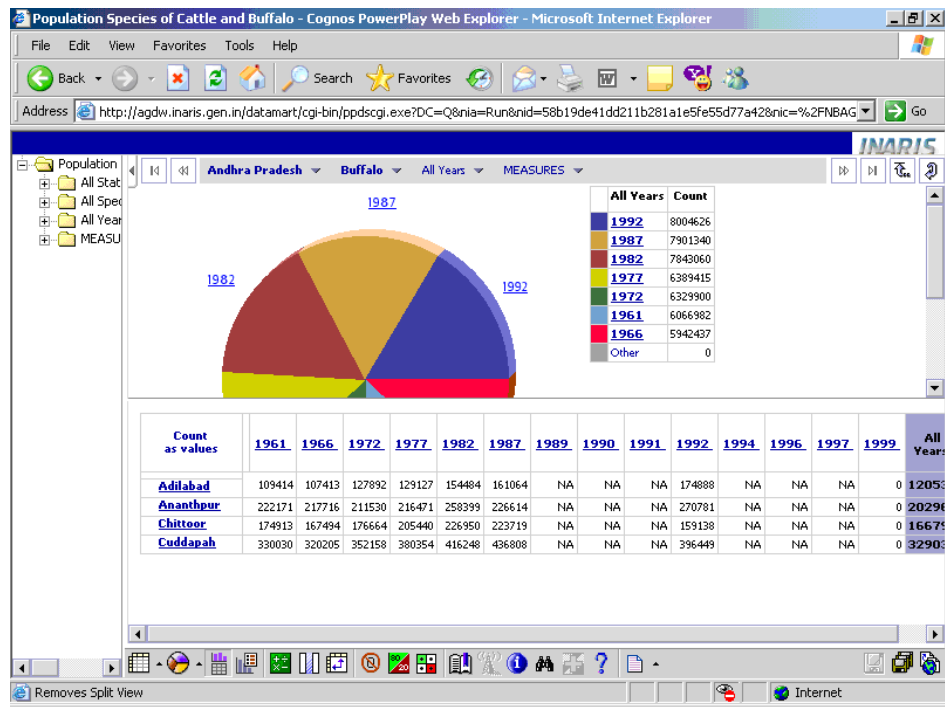 Population Species of Cattle and Buffalo - Cognos PowerPlay Web Explorer - Microsoft Internet Explorer
File Edit View Favorites Tools Help
Back Search Favorites
Address http://agdw.inaris.gen.in/datamart/cgi-bin/ppdscgi.exe?DC=Q&nia=Run&nid=58b19de41dd211b281a1e5fe55d77a42&nic=%2FNBAG Go
INARIS
Population
All Stat
All Spec
All Year
MEASU
Andhra Pradesh Buffalo All Years MEASURES
1987
1982
1992
All Years Count
1992 8004626
1987 7901340
1982 7843060
1977 6389415
1972 6329900
1961 6066982
1966 5942437
Other 0
Count as values 1961 1966 1972 1977 1982 1987 1989 1990 1991 1992 1994 1996 1997 1999 All Years
Adilabad 109414 107413 127892 129127 154484 161064 NA NA NA 174888 NA NA NA 0 12053
Ananthpur 222171 217716 211530 216471 258399 226614 NA NA NA 270781 NA NA NA 0 20296
Chittoor 174913 167494 176664 205440 226950 223719 NA NA NA 159138 NA NA NA 0 16679
Cuddapah 330030 320205 352158 380354 416248 436808 NA NA NA 396449 NA NA NA 0 32903
Removes Split View Internet